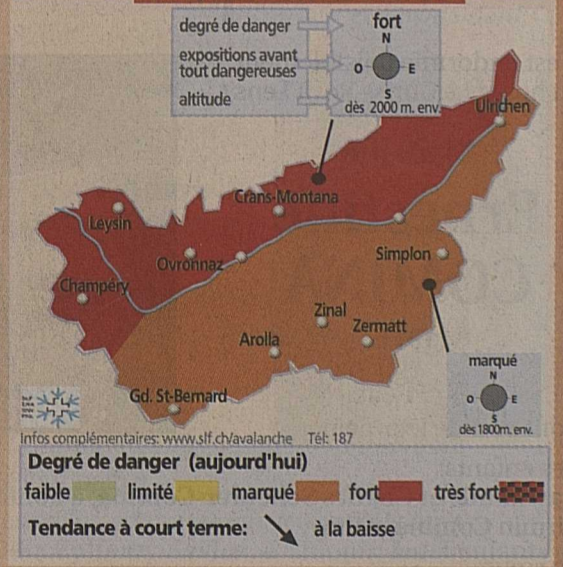 degré de danger
expositions avant
tout dangereuses
altitude
fort
N
O E
S
dès 2000 m. env.
Ulrichen
Crans-Montana
Leysin
Ovronnaz
Simplon
Champéry
Zinal
Zermatt
Arolla
Gd. St-Bernard
marqué
N
O E
S
dès 1800m. env.
Infos complémentaires: www.slf.ch/avalanche Tél: 187
Degré de danger (aujourd'hui)
faible limité marqué fort très fort
Tendance à court terme: à la baisse